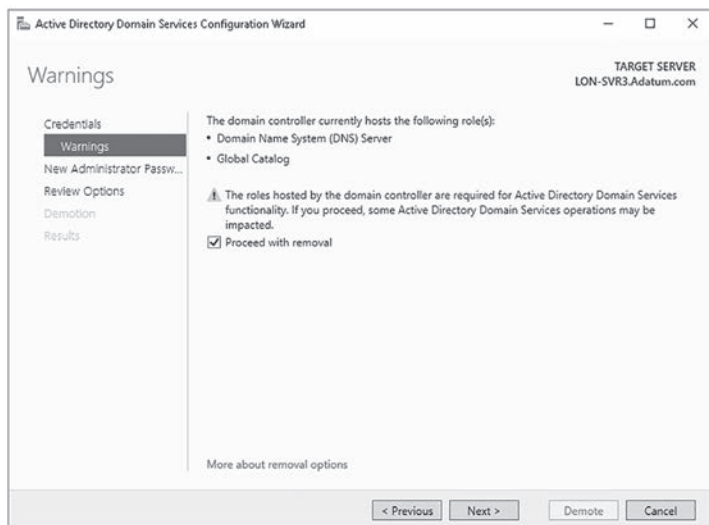 Active Directory Domain Services Configuration Wizard
Warnings
TARGET SERVER
LON-SVR3.Adatum.com
Credentials
Warnings
New Administrator Passw...
Review Options
Demotion
Results
The domain controller currently hosts the following role(s):
• Domain Name System (DNS) Server
• Global Catalog
The roles hosted by the domain controller are required for Active Directory Domain Services
functionality. If you proceed, some Active Directory Domain Services operations may be
impacted.
Proceed with removal
More about removal options
< Previous
Next >
Demote
Cancel